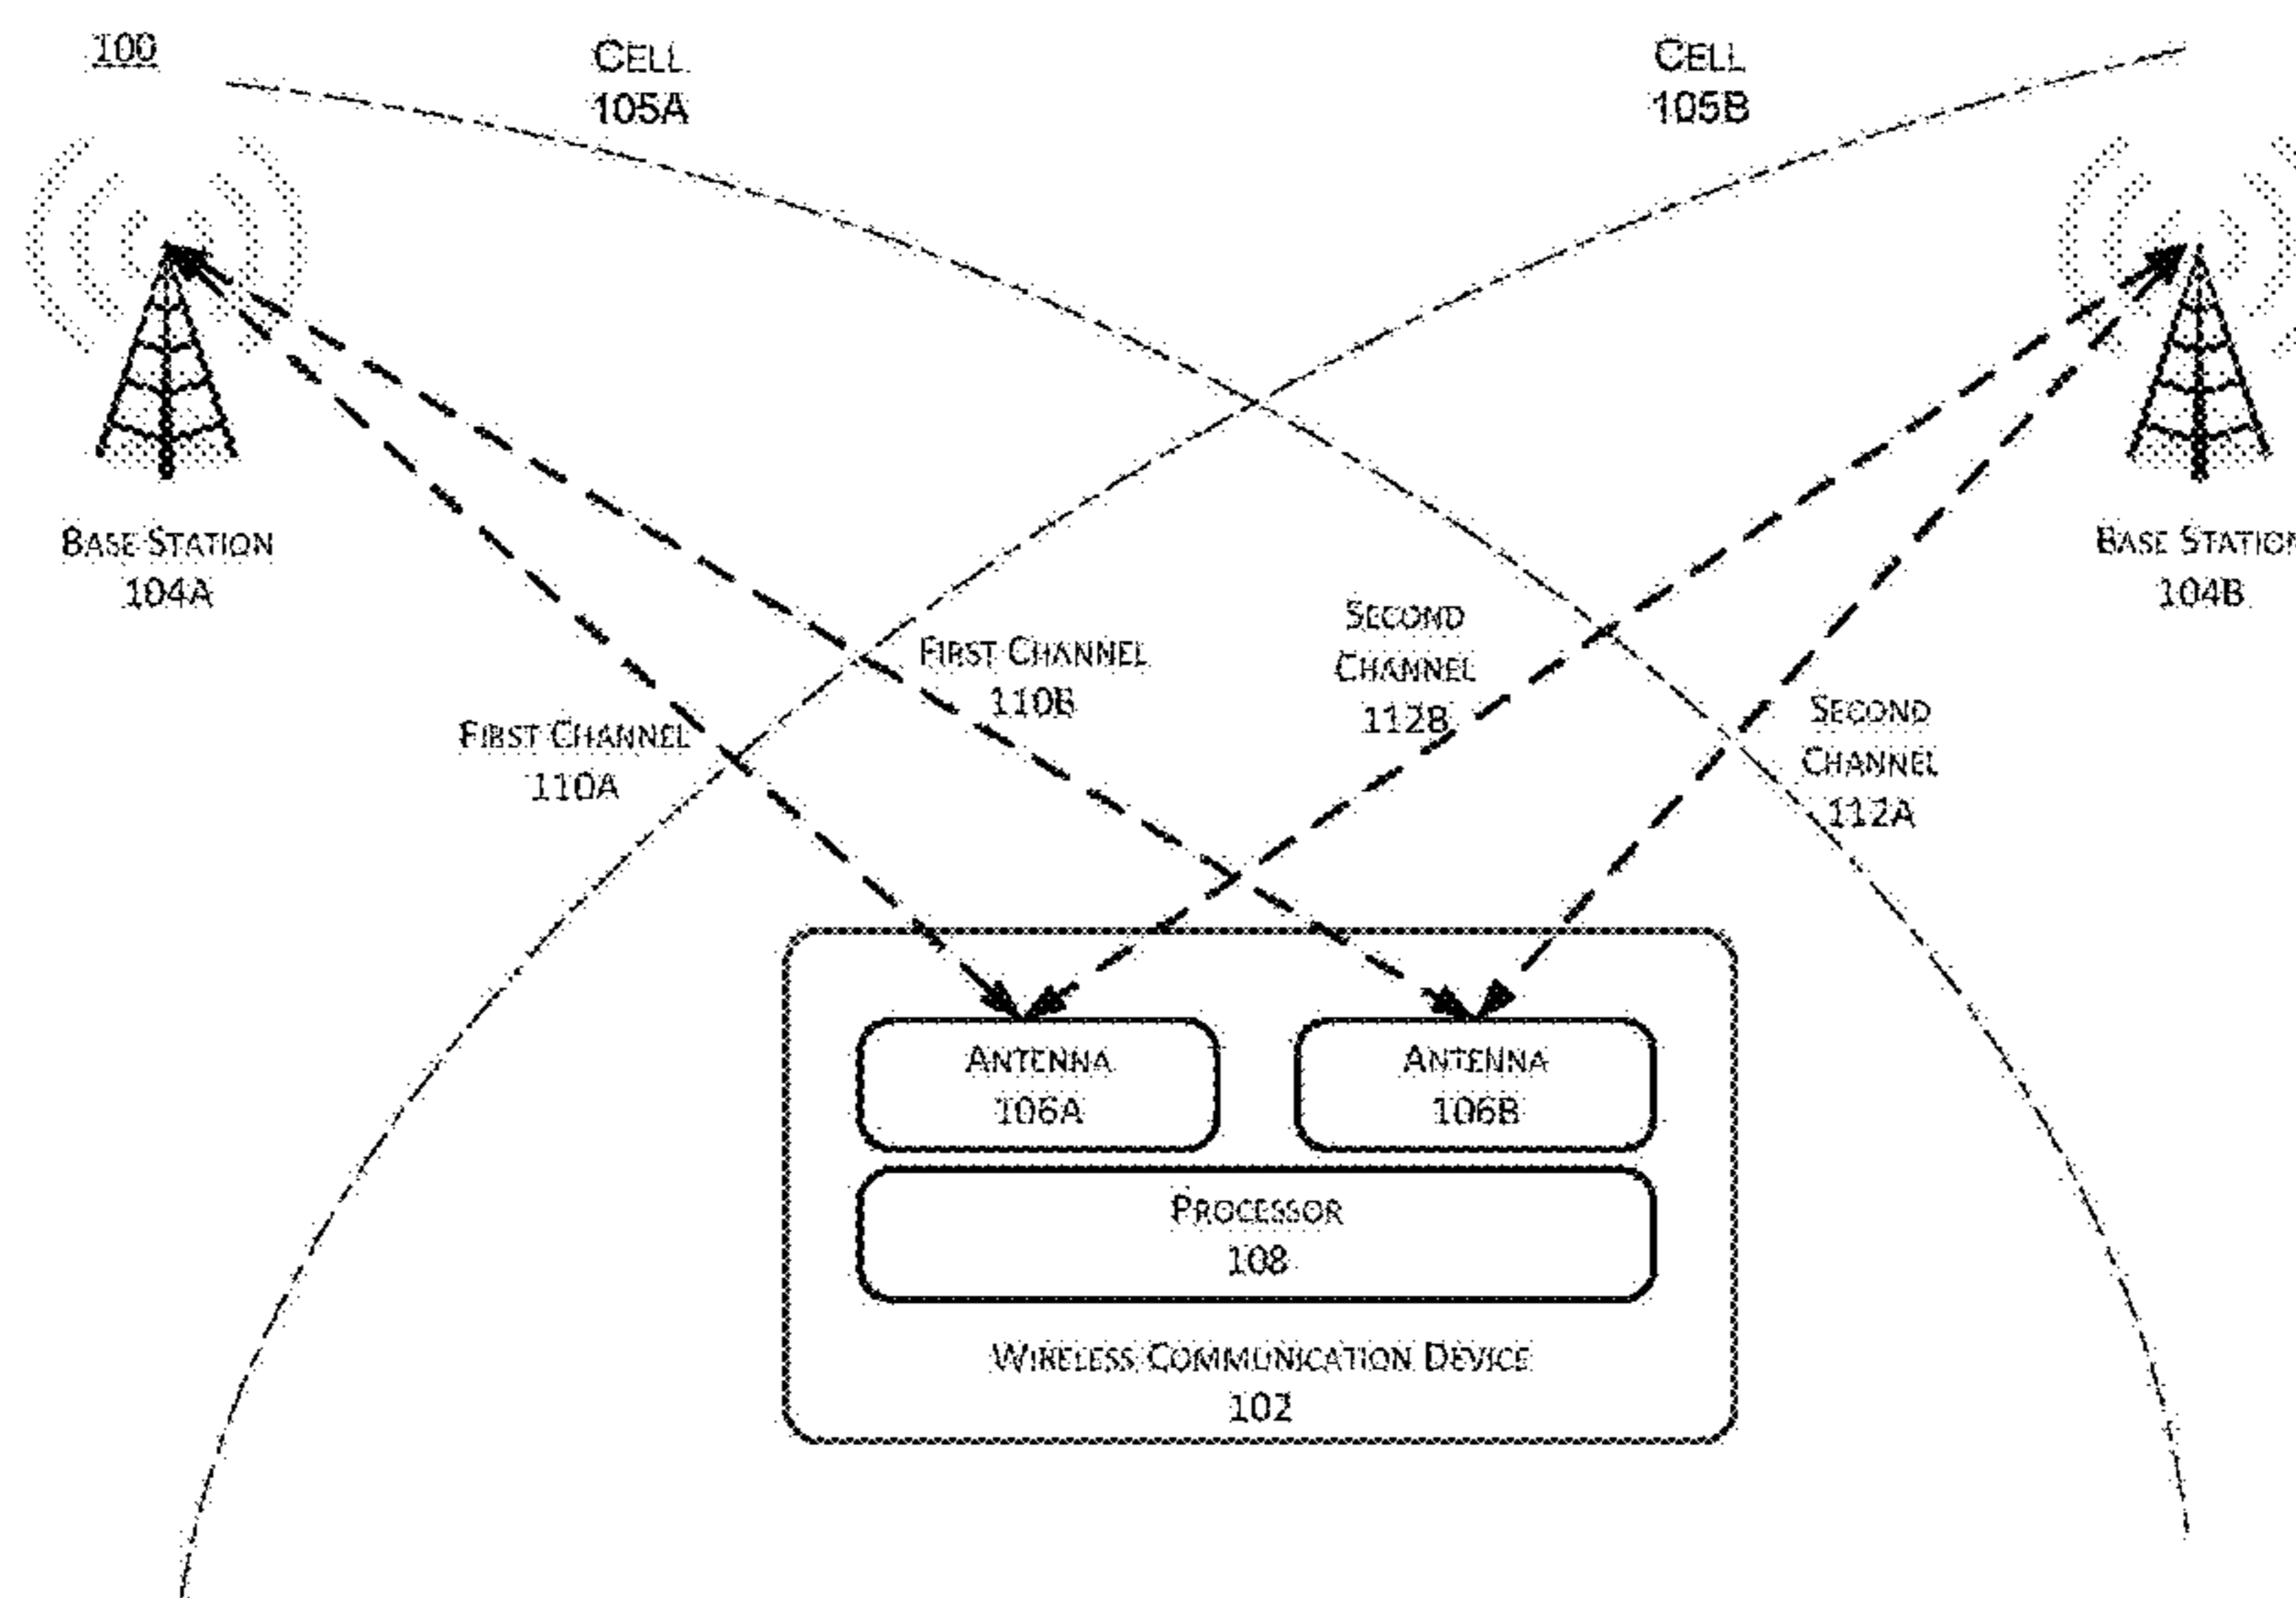 100
CELL
105A
CELL
105B
BASE STATION
104A
BASE STATION
104B
FIRST CHANNEL
110B
SECOND
CHANNEL
112B
FIRST CHANNEL
110A
SECOND
CHANNEL
112A
ANTENNA
106A
ANTENNA
106B
PROCESSOR
108
WIRELESS COMMUNICATION DEVICE
102